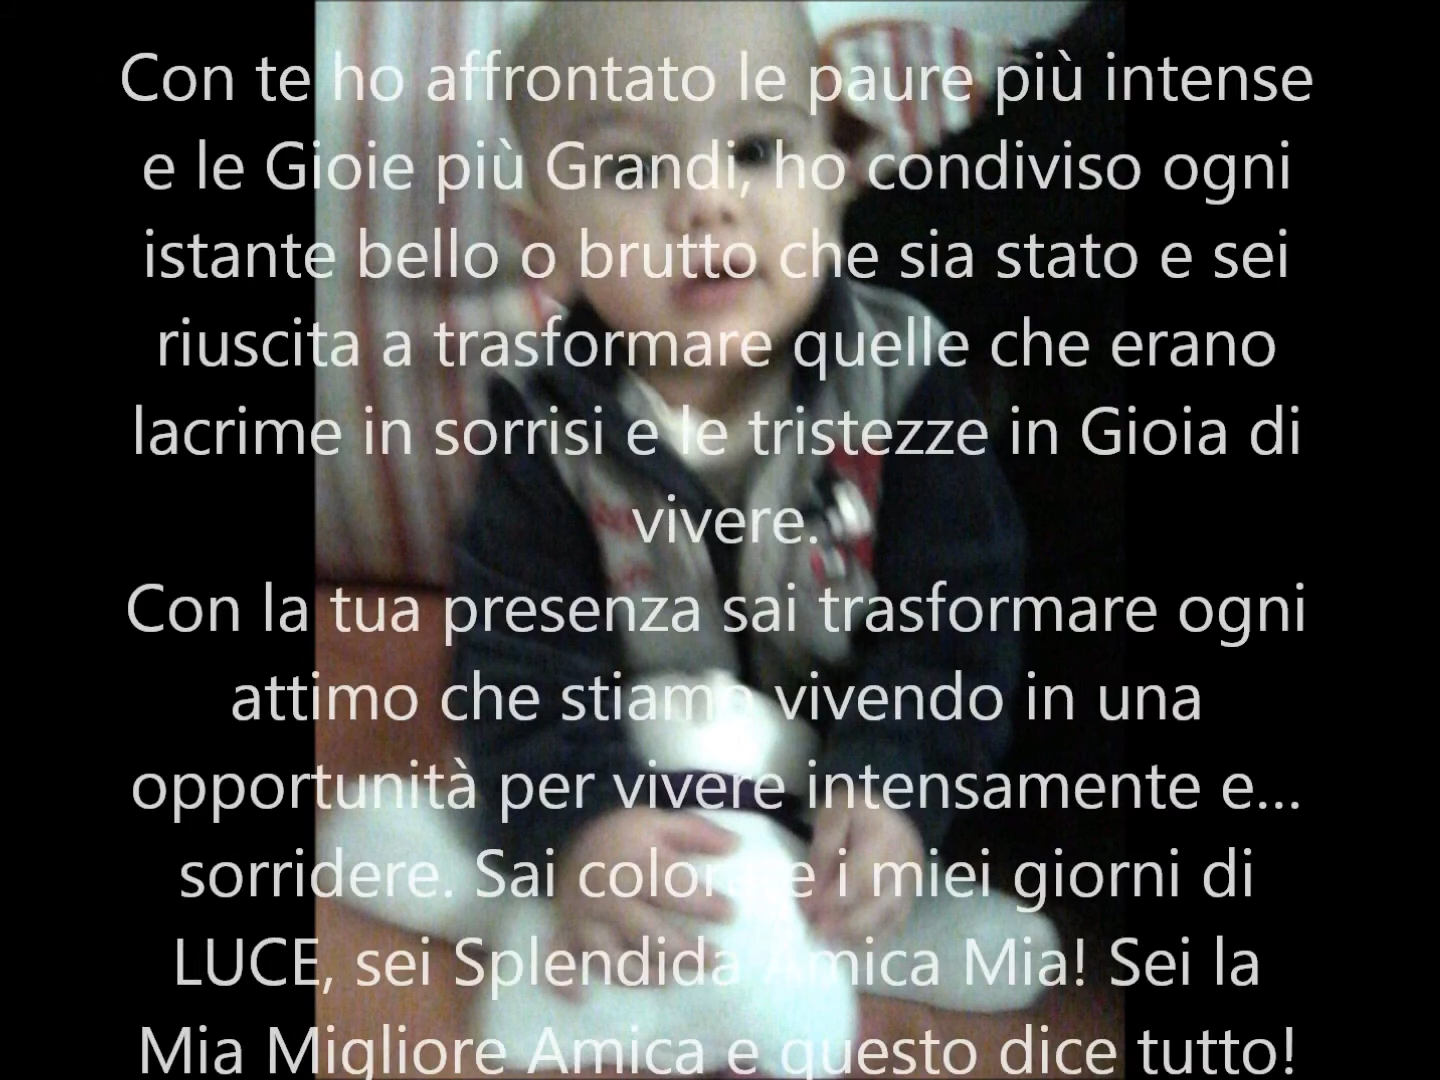 Con te ho affrontato le paure più intense
e le Gioie più Grandi, ho condiviso ogni
istante bello o brutto che sia stato e sei
riuscita a trasformare quelle che erano
lacrime in sorrisi e le tristezze in Gioia di
vivere.
Con la tua presenza sai trasformare ogni
attimo che stiamo vivendo in una
opportunità per vivere intensamente e...
sorridere. Sai colorare i miei giorni di
LUCE, sei Splendida Amica Mia! Sei la
Mia Migliore Amica e questo dice tutto!